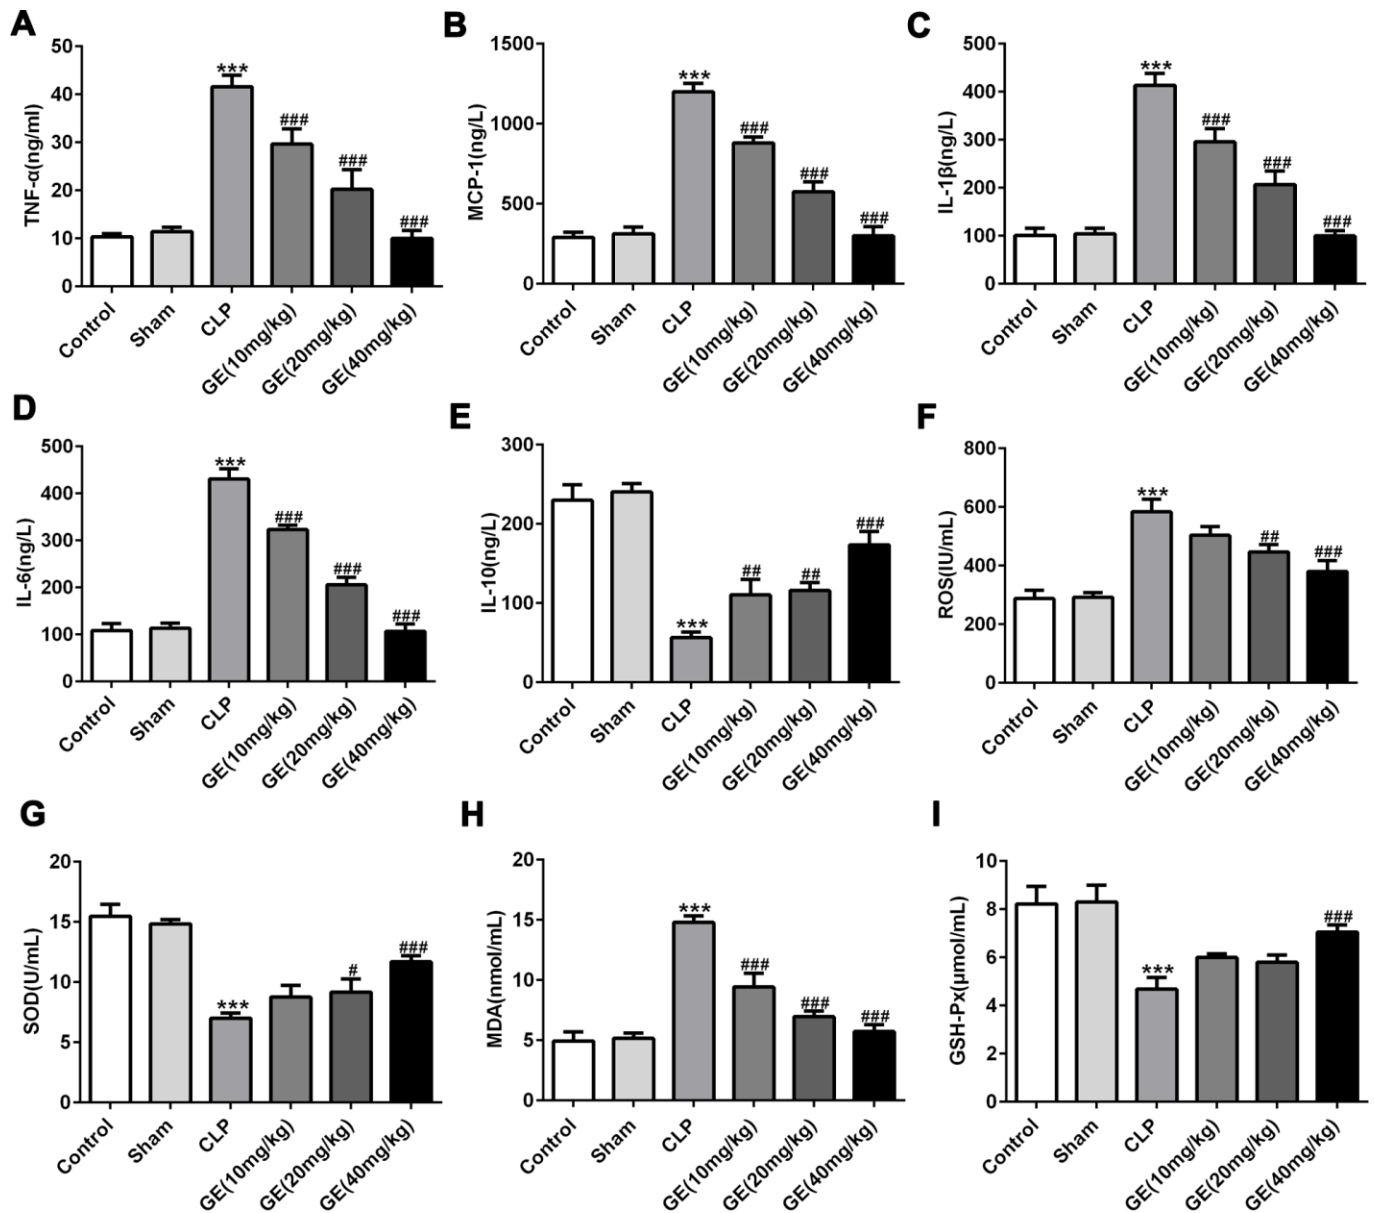 A
TNF-α(ng/ml)
50
40
30
20
10
0
***
###
###
###
Control
Sham
CLP
GE(10mg/kg)
GE(20mg/kg)
GE(40mg/kg)
B
MCP-1(ng/L)
1500
1000
500
0
***
###
###
###
Control
Sham
CLP
GE(10mg/kg)
GE(20mg/kg)
GE(40mg/kg)
C
IL-1β(ng/L)
500
400
300
200
100
0
***
###
###
###
Control
Sham
CLP
GE(10mg/kg)
GE(20mg/kg)
GE(40mg/kg)
D
IL-6(ng/L)
500
400
300
200
100
0
***
###
###
###
Control
Sham
CLP
GE(10mg/kg)
GE(20mg/kg)
GE(40mg/kg)
E
IL-10(ng/L)
300
200
100
0
***
##
##
###
Control
Sham
CLP
GE(10mg/kg)
GE(20mg/kg)
GE(40mg/kg)
F
ROS(IU/mL)
800
600
400
200
0
***
##
###
Control
Sham
CLP
GE(10mg/kg)
GE(20mg/kg)
GE(40mg/kg)
G
SOD(U/mL)
20
15
10
5
0
***
#
###
Control
Sham
CLP
GE(10mg/kg)
GE(20mg/kg)
GE(40mg/kg)
H
MDA(nmol/mL)
20
15
10
5
0
***
###
###
###
Control
Sham
CLP
GE(10mg/kg)
GE(20mg/kg)
GE(40mg/kg)
I
GSH-Px(μmol/mL)
10
8
6
4
2
0
***
###
Control
Sham
CLP
GE(10mg/kg)
GE(20mg/kg)
GE(40mg/kg)